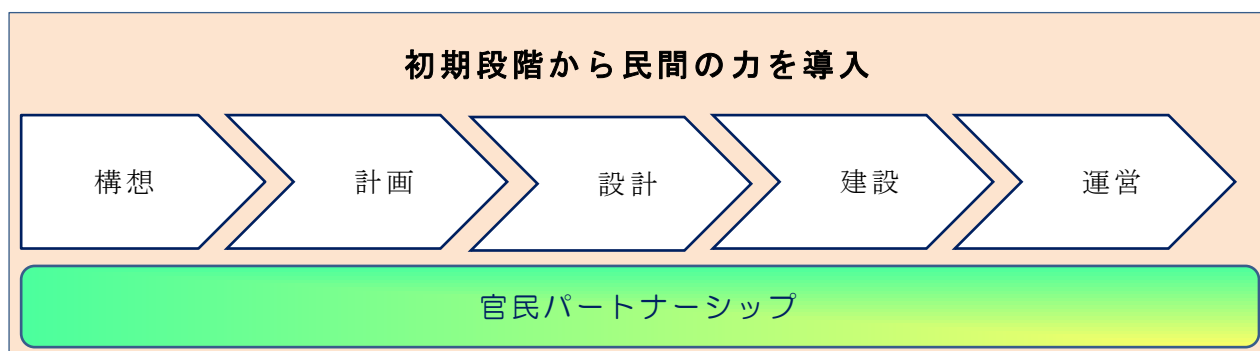 初期段階から民間の力を導入
構想
計画
設計
建設
運営
官民パートナーシップ